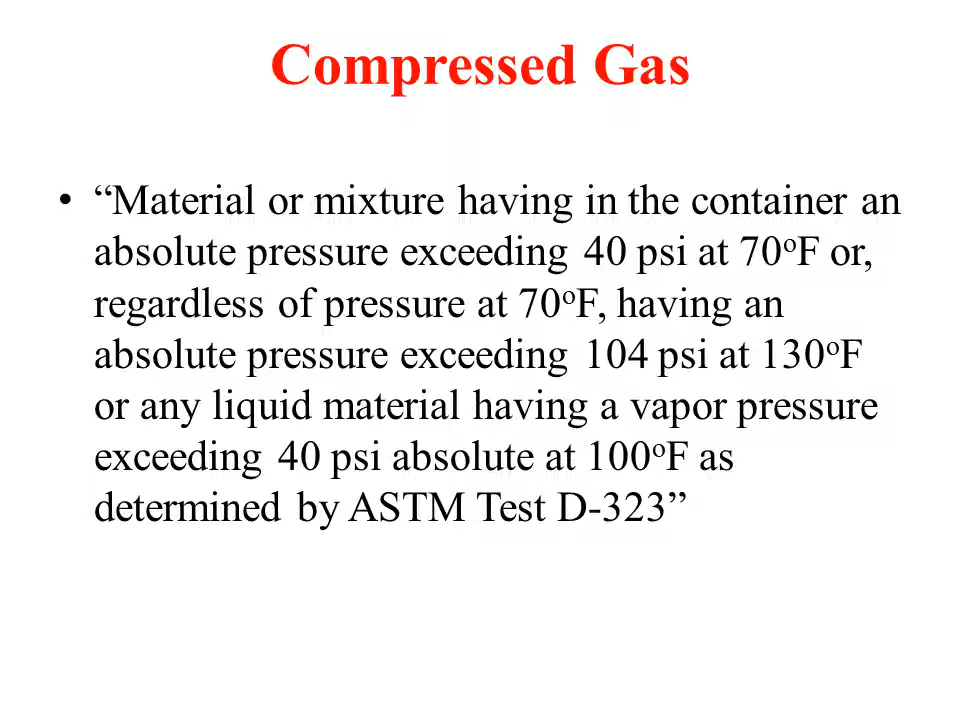 Compressed Gas
• “Material or mixture having in the container an
absolute pressure exceeding 40 psi at 70ºF or,
regardless of pressure at 70ºF, having an
absolute pressure exceeding 104 psi at 130ºF
or any liquid material having a vapor pressure
exceeding 40 psi absolute at 100ºF as
determined by ASTM Test D-323”